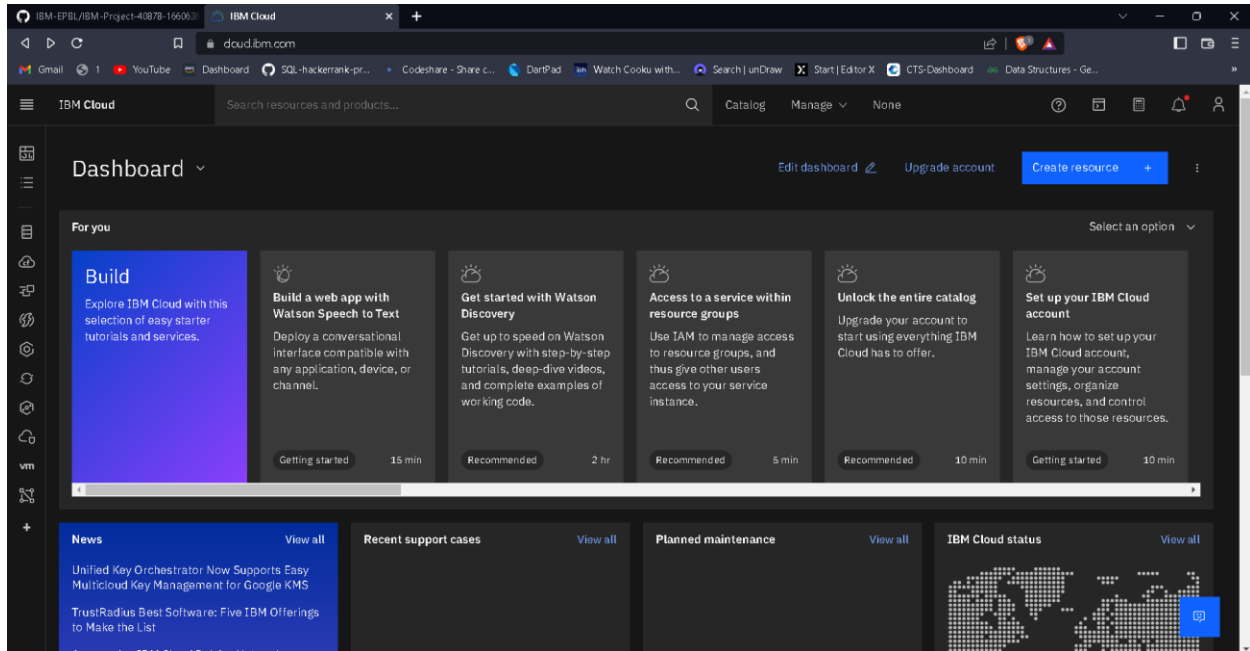 IBM-EPBL/IBM-Project-40878-166063
IBM Cloud
cloud.ibm.com
Gmail
1
YouTube
Dashboard
SQL-hackerrank-pr...
Codeshare - Share c...
DartPad
Watch Cooku with...
Search | unDraw
Start | Editor X
CTS-Dashboard
Data Structures - Ge...
IBM Cloud
Search resources and products...
Catalog
Manage
None
Dashboard
Edit dashboard
Upgrade account
Create resource +
For you
Select an option
Build
Explore IBM Cloud with this
selection of easy starter
tutorials and services.
Build a web app with
Watson Speech to Text
Deploy a conversational
interface compatible with
any application, device, or
channel.
Getting started 15 min
Get started with Watson
Discovery
Get up to speed on Watson
Discovery with step-by-step
tutorials, deep-dive videos,
and complete examples of
working code.
Recommended 2 hr
Access to a service within
resource groups
Use IAM to manage access
to resource groups, and
thus give other users
access to your service
instance.
Recommended 5 min
Unlock the entire catalog
Upgrade your account to
start using everything IBM
Cloud has to offer.
Recommended 10 min
Set up your IBM Cloud
account
Learn how to set up your
IBM Cloud account,
manage your account
settings, organize
resources, and control
access to those resources.
Getting started 10 min
vm
News View all
Unified Key Orchestrator Now Supports Easy
Multicloud Key Management for Google KMS
TrustRadius Best Software: Five IBM Offerings
to Make the List
Recent support cases View all
Planned maintenance View all
IBM Cloud status View all